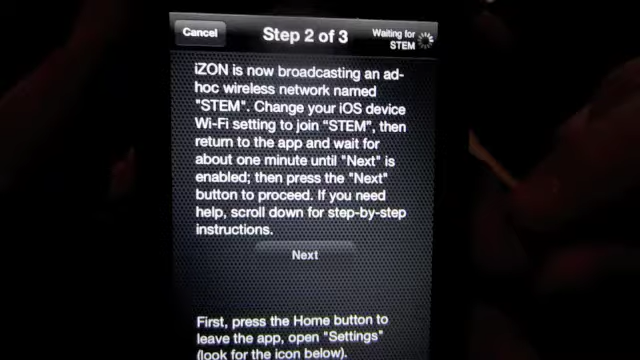 Cancel
Step 2 of 3
Waiting for
STEM
iZON is now broadcasting an ad-
hoc wireless network named
"STEM". Change your iOS device
Wi-Fi setting to join "STEM", then
return to the app and wait for
about one minute until "Next" is
enabled; then press the "Next"
button to proceed. If you need
help, scroll down for step-by-step
instructions.
Next
First, press the Home button to
leave the app, open "Settings"
(look for the icon below).